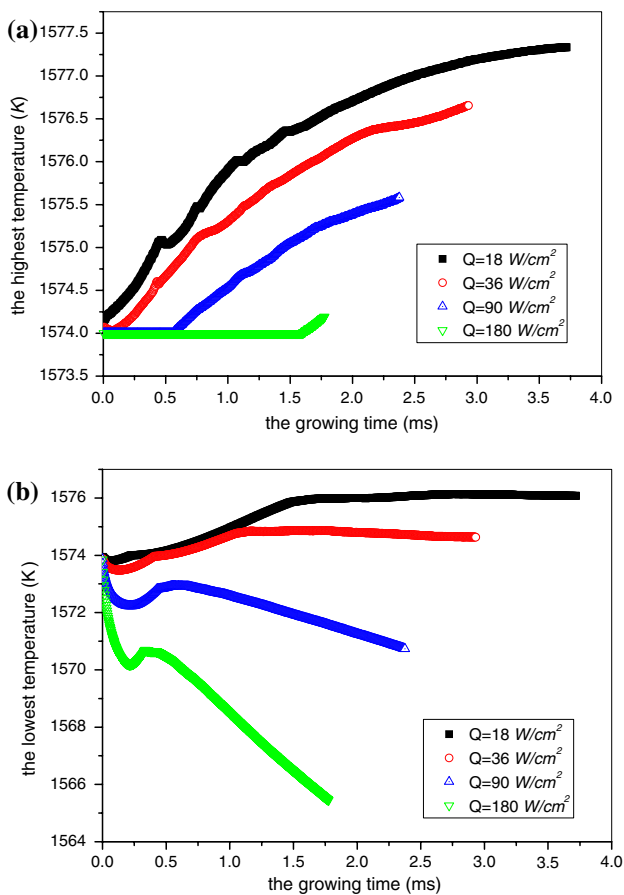 (a)
1577.5
1577.0
1576.5
1576.0
1575.5
1575.0
1574.5
1574.0
1573.5
the highest temperature (K)
Q=18 W/cm²
Q=36 W/cm²
Q=90 W/cm²
Q=180 W/cm²
0.0 0.5 1.0 1.5 2.0 2.5 3.0 3.5 4.0
the growing time (ms)
(b)
1576
1574
1572
1570
1568
1566
1564
the lowest temperature (K)
Q=18 W/cm²
Q=36 W/cm²
Q=90 W/cm²
Q=180 W/cm²
0.0 0.5 1.0 1.5 2.0 2.5 3.0 3.5 4.0
the growing time (ms)